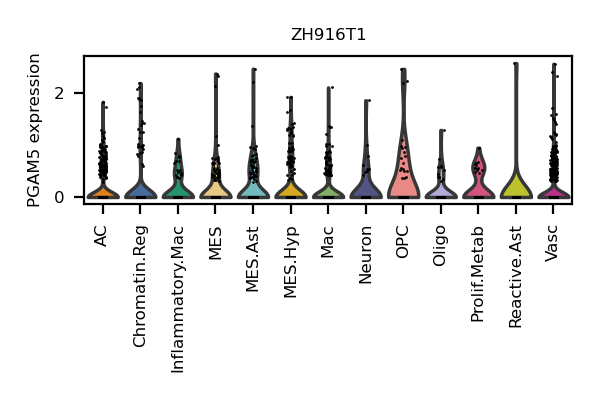 ZH916T1
PGAM5 expression
2
0
AC
Chromatin.Reg
Inflammatory.Mac
MES
MES.Ast
MES.Hyp
Mac
Neuron
OPC
Oligo
Prolif.Metab
Reactive.Ast
Vasc